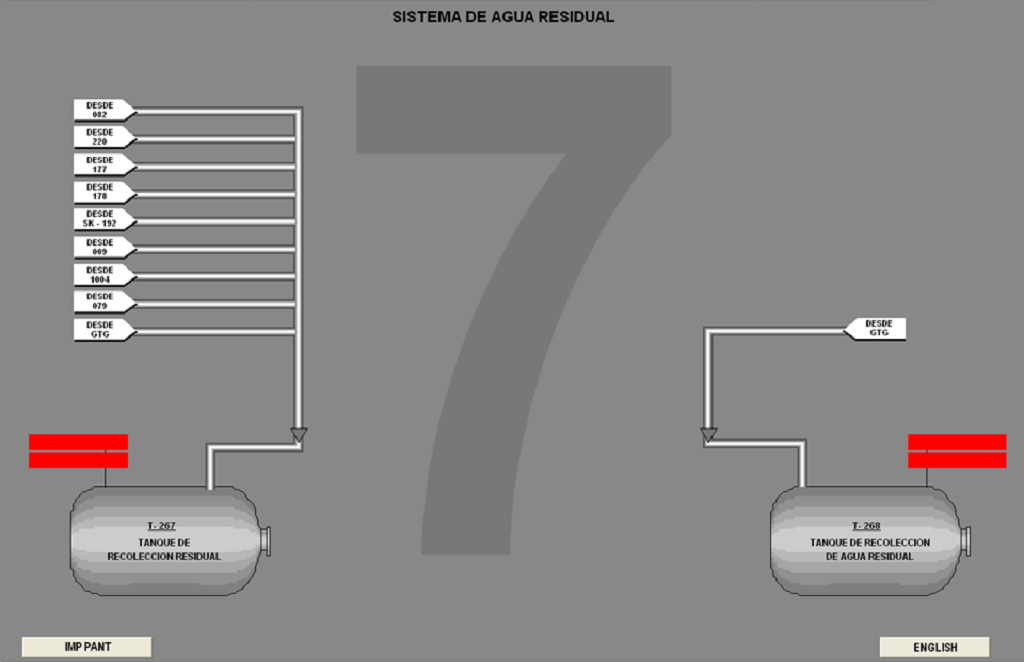 SISTEMA DE AGUA RESIDUAL
7
DESDE
082
DESDE
220
DESDE
177
DESDE
178
DESDE
SK - 192
DESDE
009
DESDE
1004
DESDE
079
DESDE
GTG
DESDE
GTG
T- 267
TANQUE DE
RECOLECCION RESIDUAL
T- 268
TANQUE DE RECOLECCION
DE AGUA RESIDUAL
IMP PANT
ENGLISH